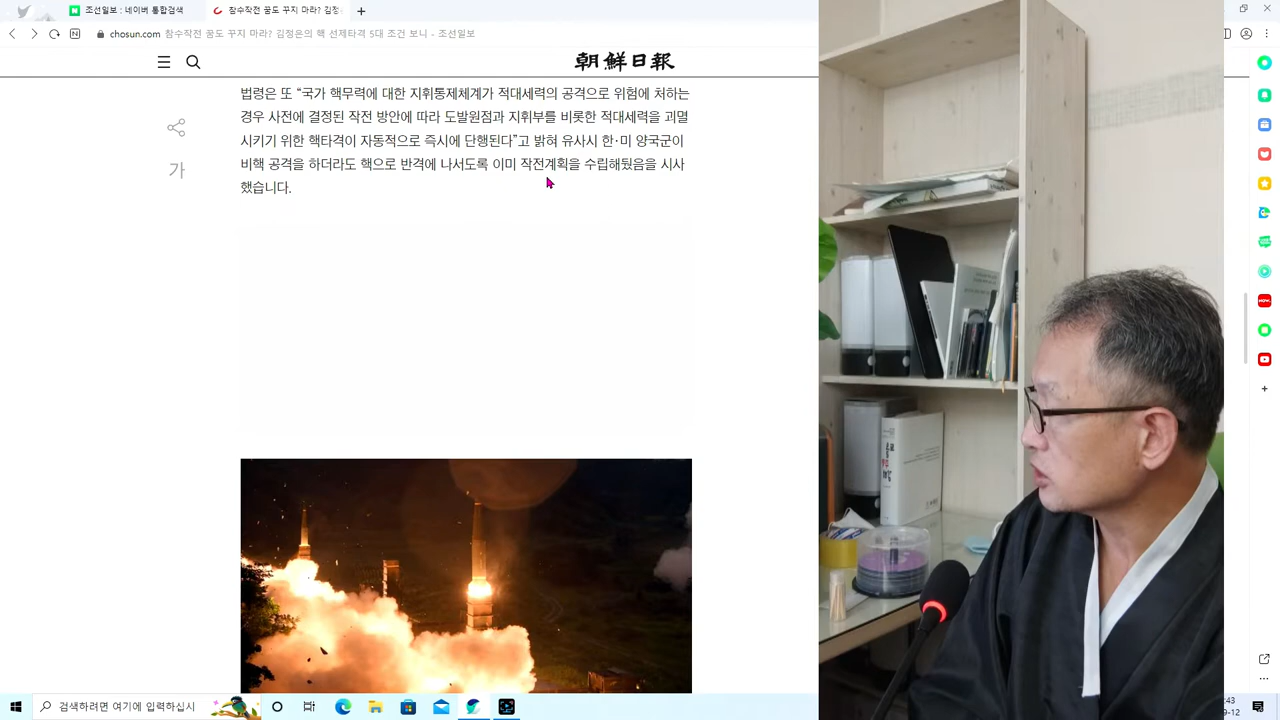 조선일보 : 네이버 통합검색
참수작전 꿈도 꾸지 마라? 김정
chosun.com 참수작전 꿈도 꾸지 마라? 김정은의 핵 선제타격 5대 조건 보니 - 조선일보
朝鮮日報
법령은 또 “국가 핵무력에 대한 지휘통제체계가 적대세력의 공격으로 위험에 처하는
경우 사전에 결정된 작전 방안에 따라 도발원점과 지휘부를 비롯한 적대세력을 괴멸
시키기 위한 핵타격이 자동적으로 즉시에 단행된다”고 밝혀 유사시 한·미 양국군이
비핵 공격을 하더라도 핵으로 반격에 나서도록 이미 작전계획을 수립해뒀음을 시사
했습니다.
가
NOW.
검색하려면 여기에 입력하십시
:43
9-12